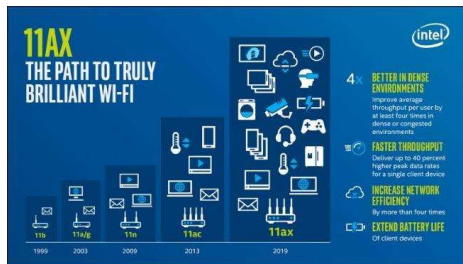 11AX
THE PATH TO TRULY
BRILLIANT WI-FI
intel
4x BETTER IN DENSE
ENVIRONMENTS
Improve average
throughput per user by
at least four times in
dense or congested
environments
FASTER THROUGHPUT
Deliver up to 40 percent
higher peak data rates
for a single client device
INCREASE NETWORK
EFFICIENCY
By more than four times
EXTEND BATTERY LIFE
Of client devices
11b 11a/g 11n 11ac 11ax
1999 2003 2009 2013 2019